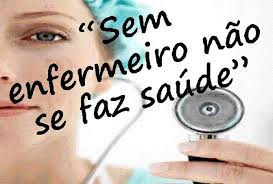 “Sem
enfermeiro não
se faz saúde”